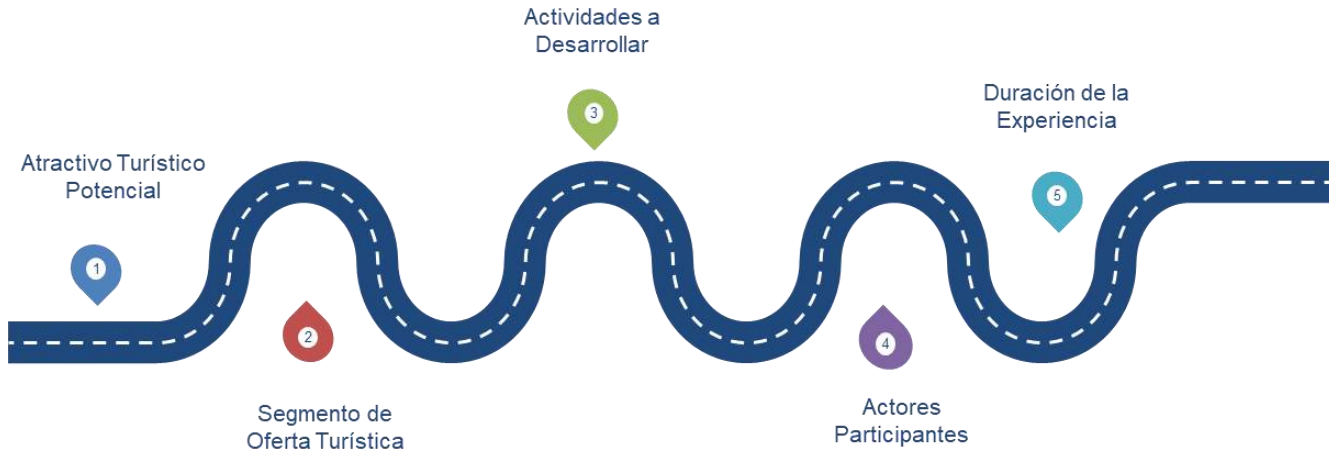 Atractivo Turístico
Potencial
1
2
Segmento de
Oferta Turística
Actividades a
Desarrollar
3
4
Actores
Participantes
Duración de la
Experiencia
5